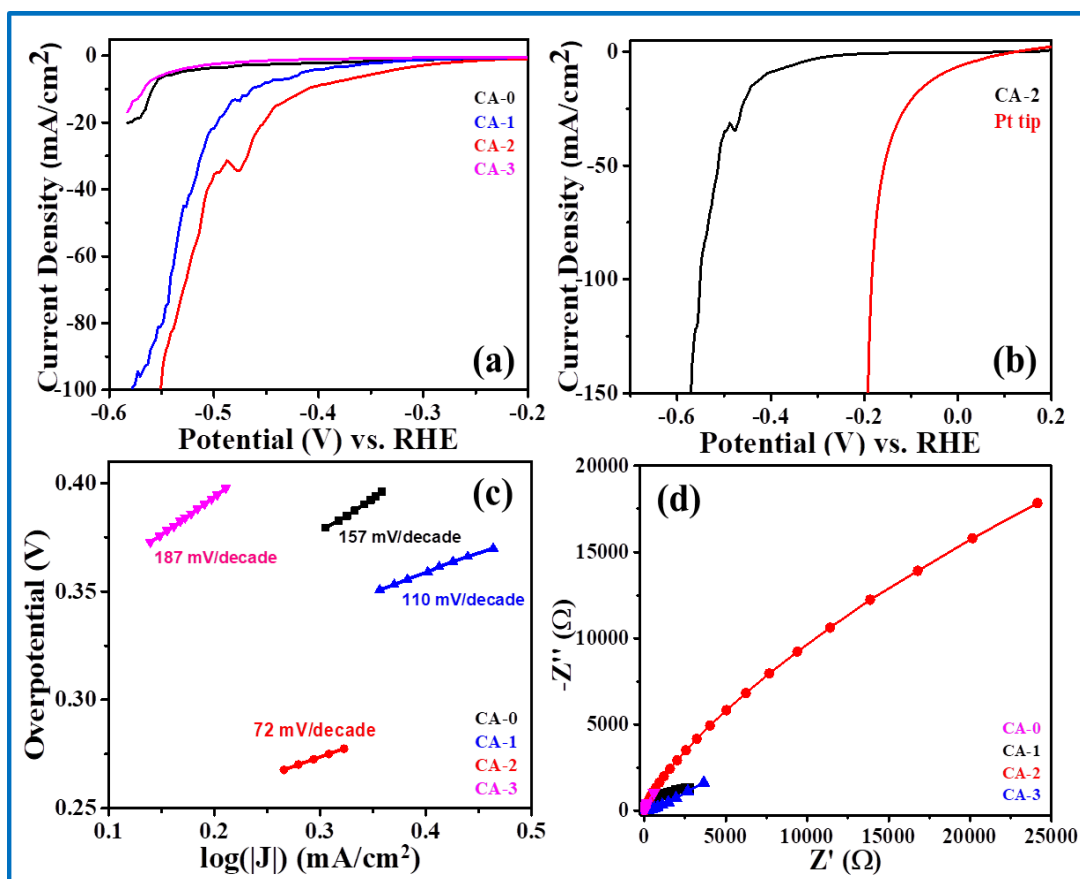 0
-20
-40
-60
-80
-100
-0.6
-0.5
-0.4
-0.3
-0.2
Current Density (mA/cm²)
Potential (V) vs. RHE
CA-0
CA-1
CA-2
CA-3
(a)
0
-50
-100
-150
-0.6
-0.4
-0.2
0.0
0.2
Current Density (mA/cm²)
Potential (V) vs. RHE
CA-2
Pt tip
(b)
0.40
0.35
0.30
0.25
0.1
0.2
0.3
0.4
0.5
Overpotential (V)
log(|J|) (mA/cm²)
(c)
187 mV/decade
157 mV/decade
110 mV/decade
72 mV/decade
CA-0
CA-1
CA-2
CA-3
20000
15000
10000
5000
0
0
5000
10000
15000
20000
25000
-Z'' (Ω)
Z' (Ω)
(d)
CA-0
CA-1
CA-2
CA-3